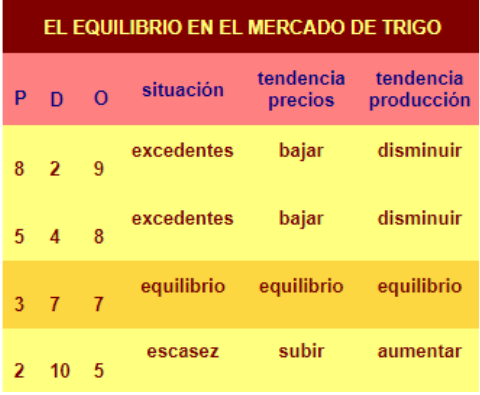 EL EQUILIBRIO EN EL MERCADO DE TRIGO
P D O situación tendencia precios tendencia producción
8 2 9 excedentes bajar disminuir
5 4 8 excedentes bajar disminuir
3 7 7 equilibrio equilibrio equilibrio
2 10 5 escasez subir aumentar